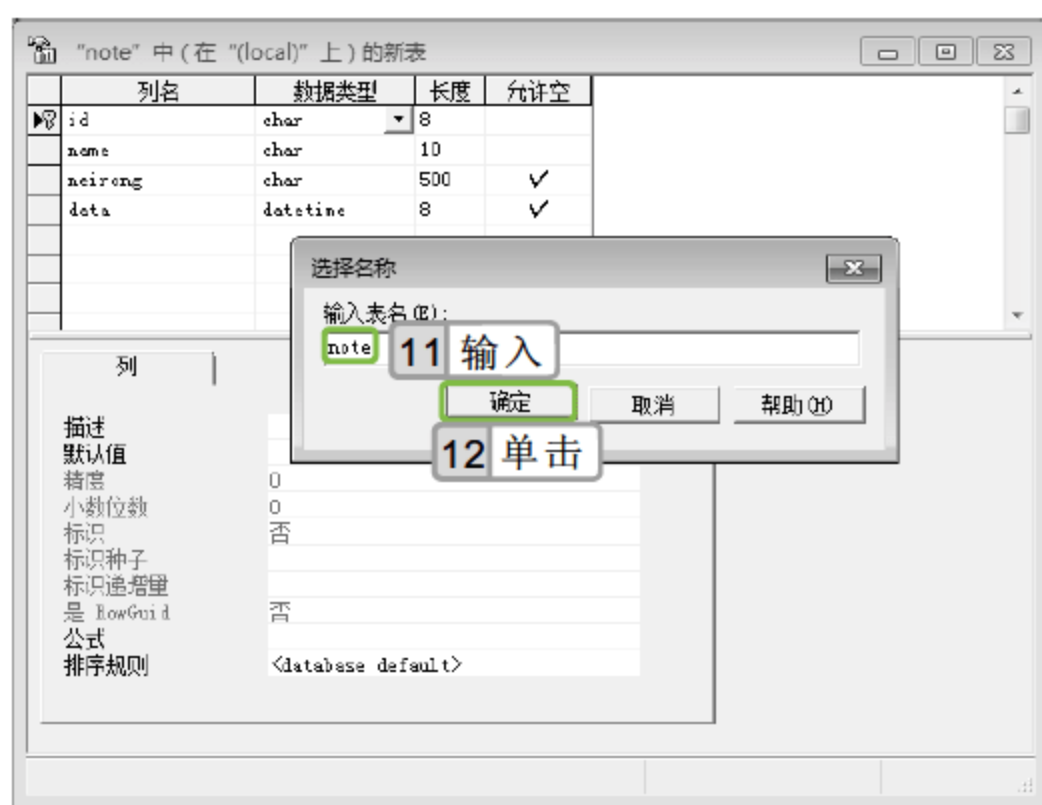 "note" 中 ( 在 "(local)" 上 ) 的新表
列名 数据类型 长度 允许空
id char 8
name char 10
neirong char 500 ✓
data datetime 8 ✓
选择名称
输入表名(E):
note 11 输入
确定 取消 帮助(H)
12 单击
列
描述
默认值
精度 0
小数位数 0
标识 否
标识种子
标识递增量
是 RowGuid 否
公式
排序规则 <database default>